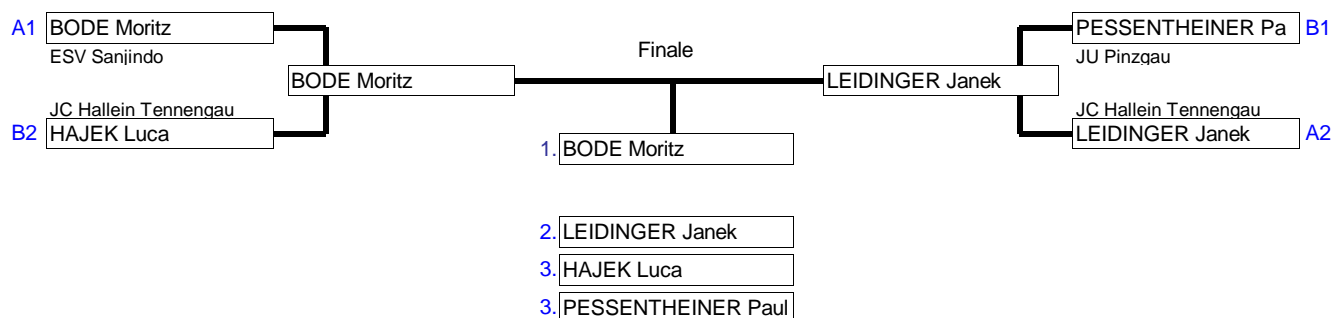 A1 BODE Moritz
ESV Sanjindo
Finale
PESSENTHEINER Pa B1
JU Pinzgau
BODE Moritz
LEIDINGER Janek
JC Hallein Tennengau
B2 HAJEK Luca
JC Hallein Tennengau
LEIDINGER Janek A2
1. BODE Moritz
2. LEIDINGER Janek
3. HAJEK Luca
3. PESSENTHEINER Paul